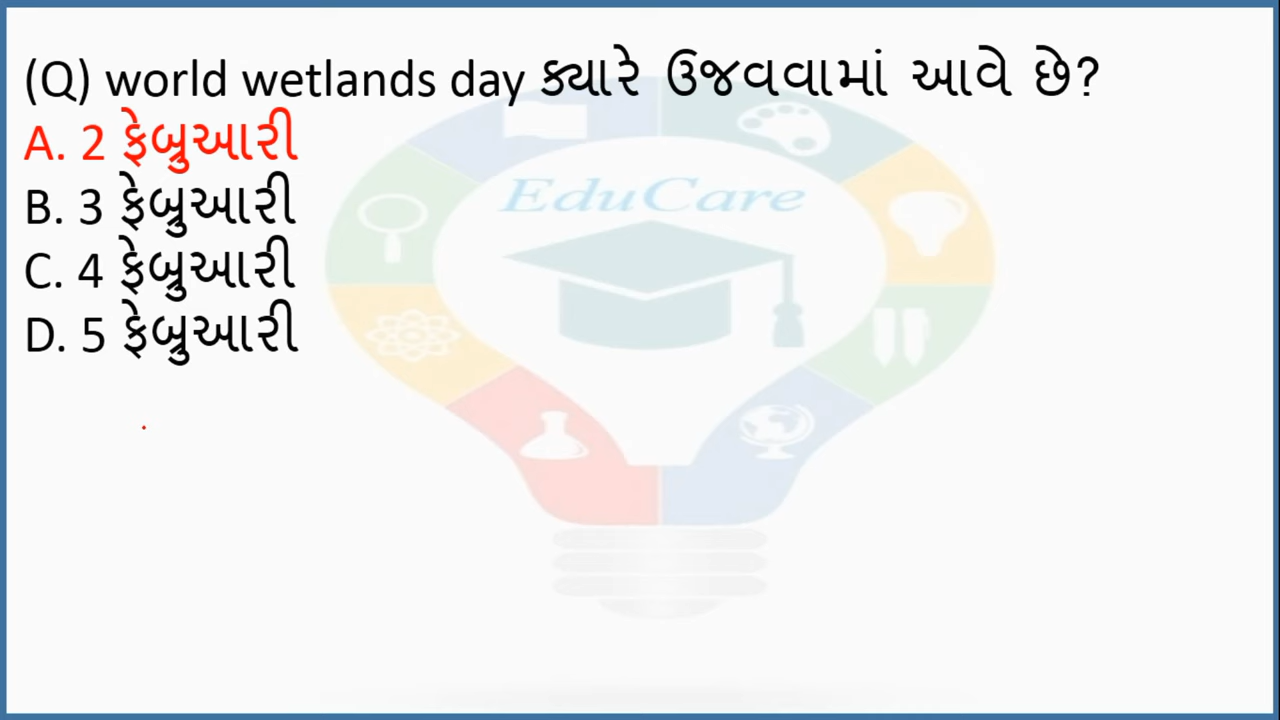 (Q) world wetlands day ક્યારે ઉજવવામાં આવે છે?
A. 2 ફેબ્રુઆરી
EduCare
B. 3 ફેબ્રુઆરી
C. 4 ફેબ્રુઆરી
D. 5 ફેબ્રુઆરી